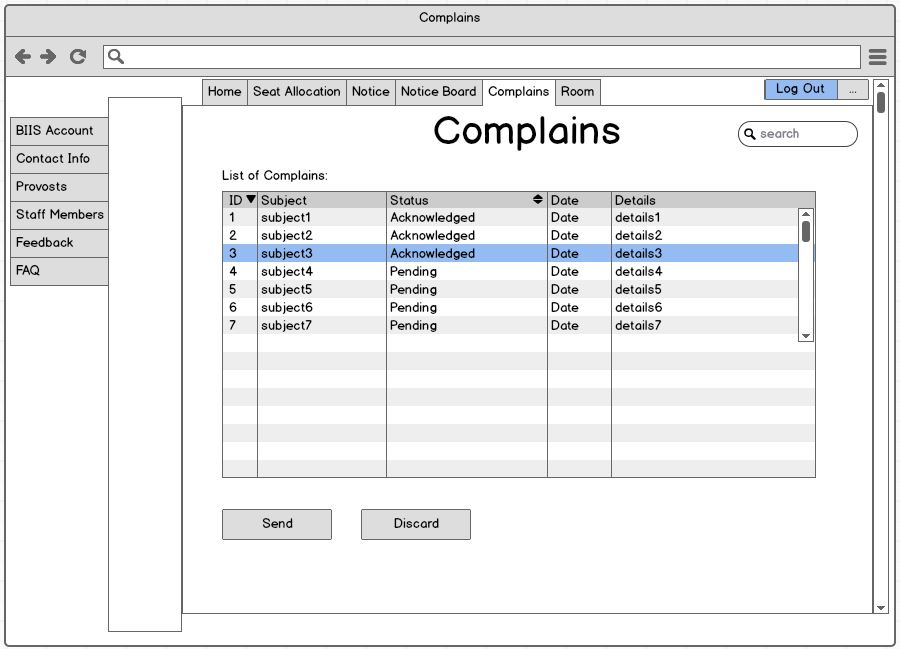 Complains
Home Seat Allocation Notice Notice Board Complains Room Log Out ...
BIIS Account
Contact Info
Provosts
Staff Members
Feedback
FAQ
Complains
search
List of Complains:
ID Subject Status Date Details
1 subject1 Acknowledged Date details1
2 subject2 Acknowledged Date details2
3 subject3 Acknowledged Date details3
4 subject4 Pending Date details4
5 subject5 Pending Date details5
6 subject6 Pending Date details6
7 subject7 Pending Date details7
Send Discard